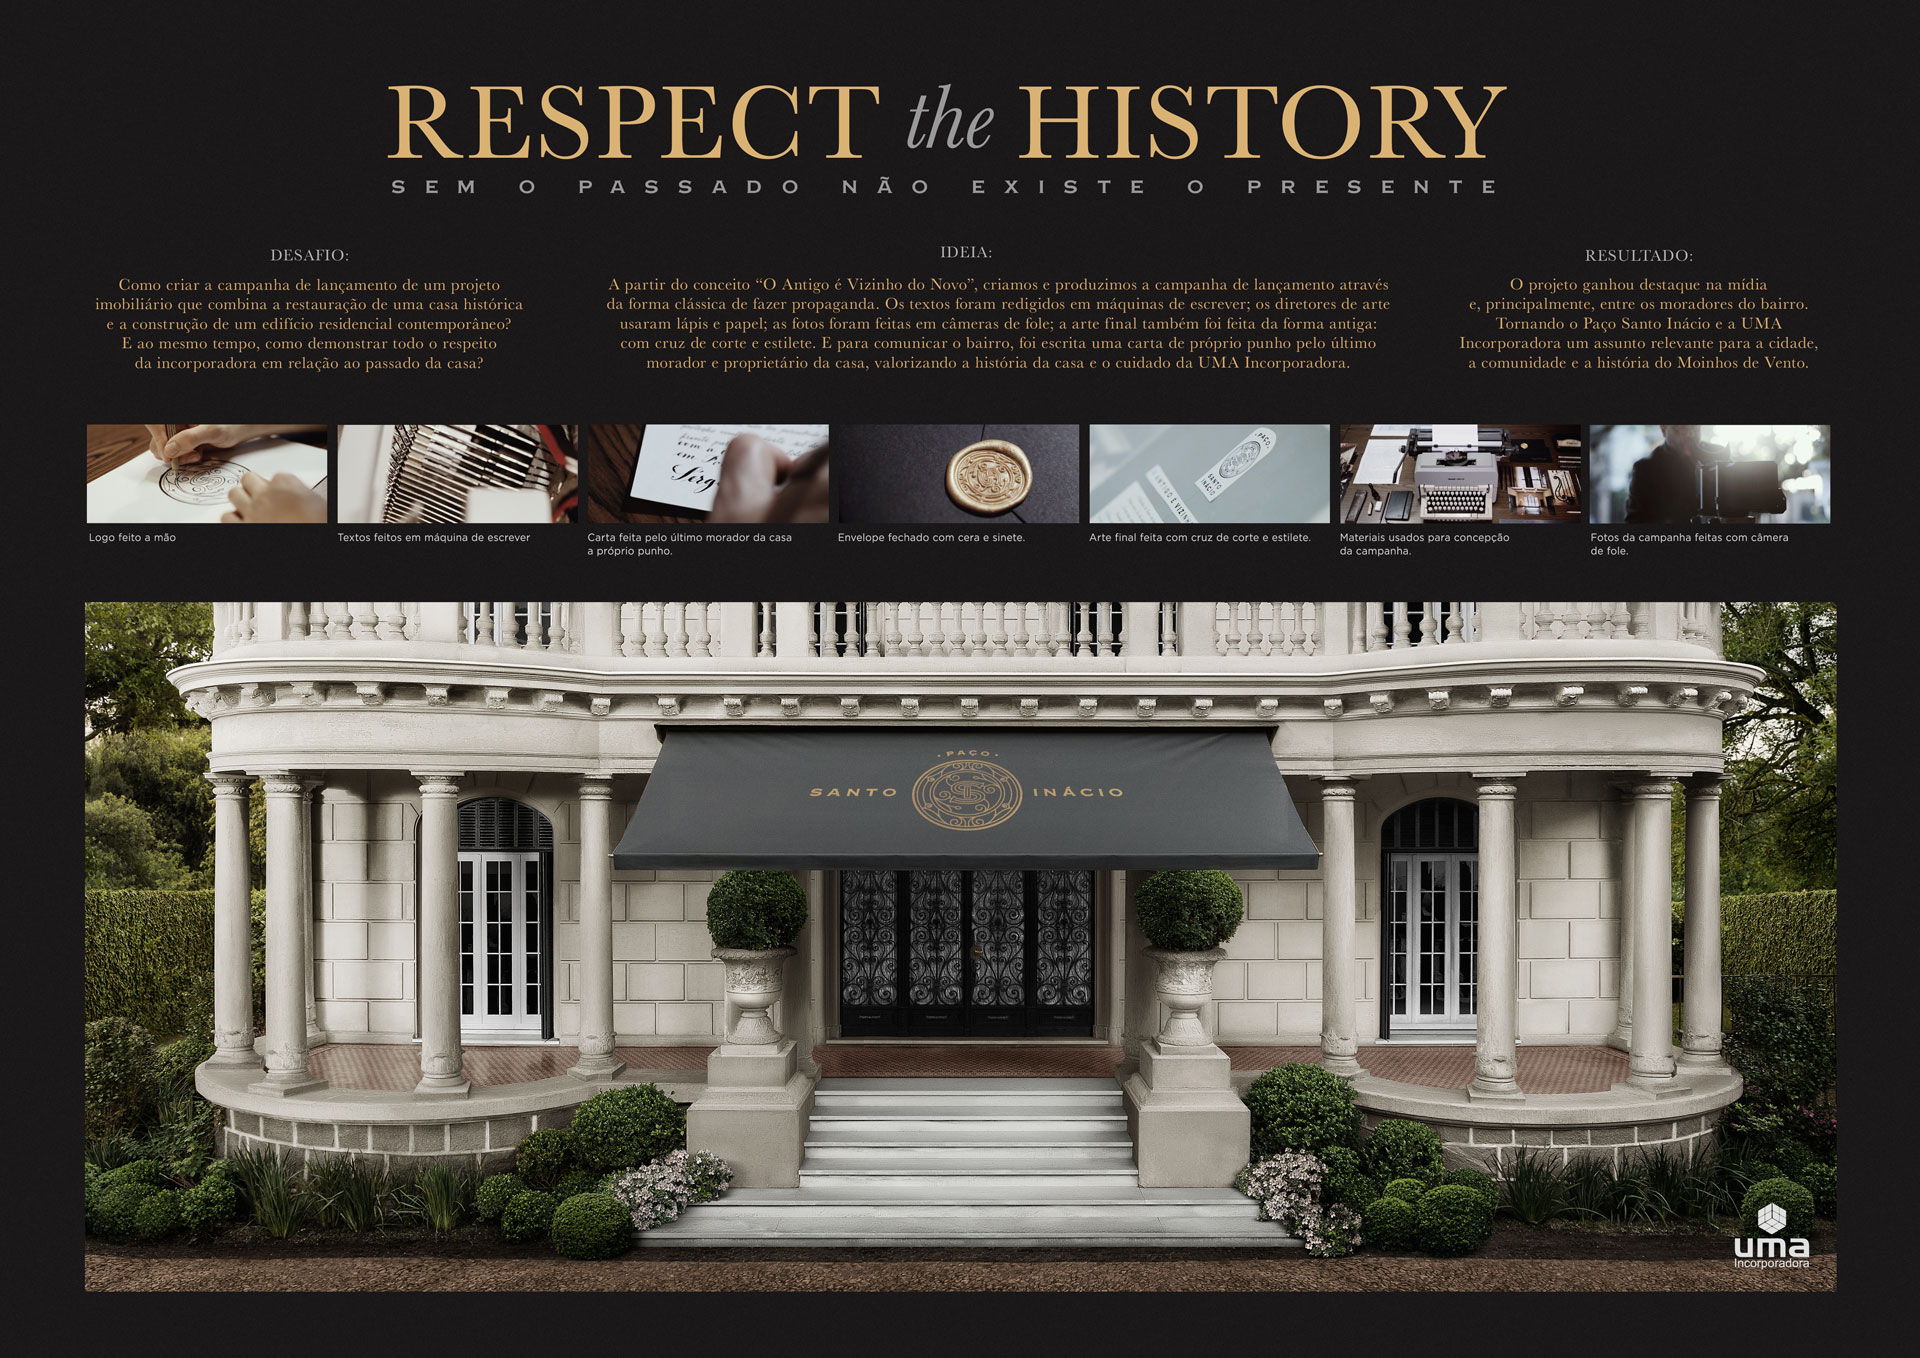 RESPECT the HISTORY
SEM O PASSADO NÃO EXISTE O PRESENTE
DESAFIO:
Como criar a campanha de lançamento de um projeto
imobiliário que combina a restauração de uma casa histórica
e a construção de um edifício residencial contemporâneo?
E ao mesmo tempo, como demonstrar todo o respeito
da incorporadora em relação ao passado da casa?
IDEIA:
A partir do conceito “O Antigo é Vizinho do Novo”, criamos e produzimos a campanha de lançamento através
da forma clássica de fazer propaganda. Os textos foram redigidos em máquinas de escrever; os diretores de arte
usaram lápis e papel; as fotos foram feitas em câmeras de fole; a arte final também foi feita da forma antiga:
com cruz de corte e estilete. E para comunicar o bairro, foi escrita uma carta de próprio punho pelo último
morador e proprietário da casa, valorizando a história da casa e o cuidado da UMA Incorporadora.
RESULTADO:
O projeto ganhou destaque na mídia
e, principalmente, entre os moradores do bairro.
Tornando o Paço Santo Inácio e a UMA
Incorporadora um assunto relevante para a cidade,
a comunidade e a história do Moinhos de Vento.
PAÇO
SANTO
INÁCIO
Logo feito a mão
Textos feitos em máquina de escrever
Carta feita pelo último morador da casa
a próprio punho.
Envelope fechado com cera e sinete.
Arte final feita com cruz de corte e estilete.
Materiais usados para concepção
da campanha.
Fotos da campanha feitas com câmera
de fole.
· PAÇO ·
SANTO INÁCIO
uma
Incorporadora